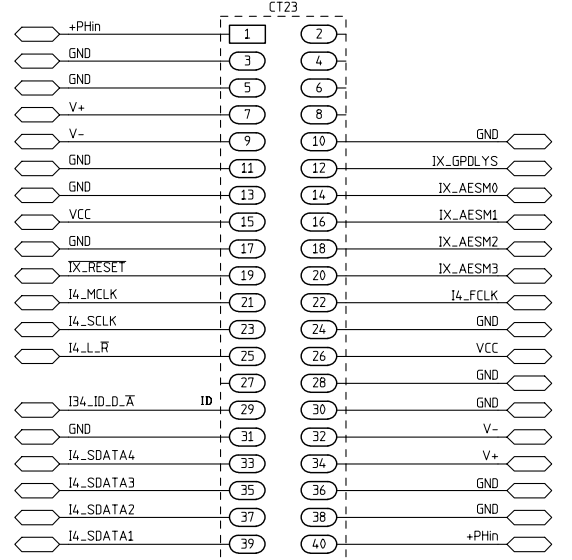 CT23
+PHin 1 2
GND 3 4
GND 5 6
V+ 7 8
V- 9 10 GND
GND 11 12 IX_GPDLYS
GND 13 14 IX_AESM0
VCC 15 16 IX_AESM1
GND 17 18 IX_AESM2
IX_RESET 19 20 IX_AESM3
I4_MCLK 21 22 I4_FCLK
I4_SCLK 23 24 GND
I4_L_R 25 26 VCC
27 28 GND
I34_ID_D_A ID 29 30 GND
GND 31 32 V-
I4_SDATA4 33 34 V+
I4_SDATA3 35 36 GND
I4_SDATA2 37 38 GND
I4_SDATA1 39 40 +PHin